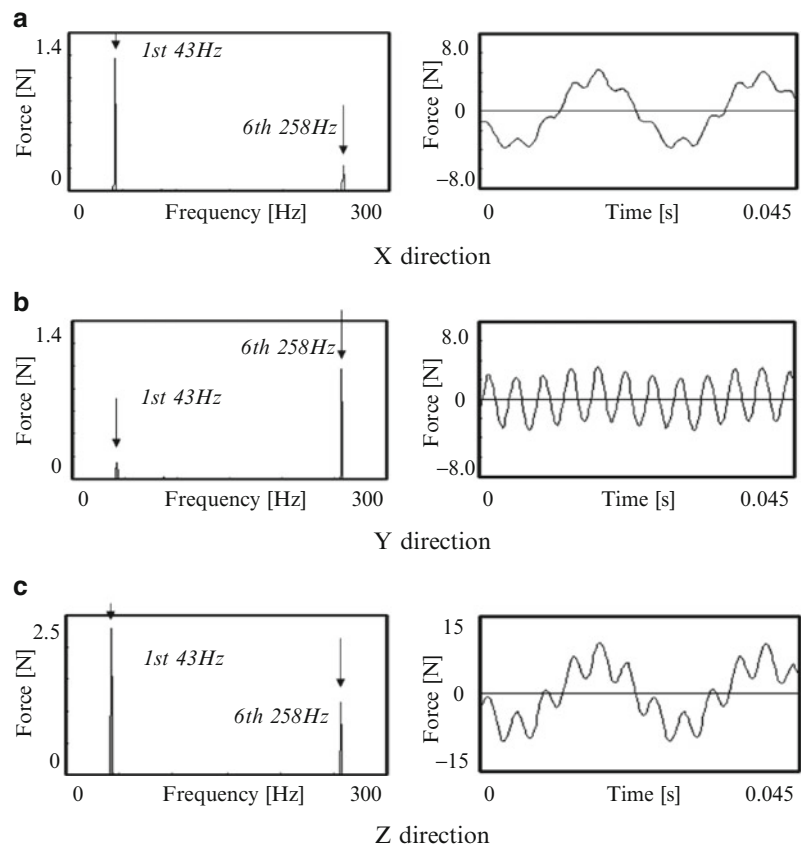 a
1.4
Force [N]
0
1st 43Hz
6th 258Hz
0 Frequency [Hz] 300
8.0
Force [N]
0
−8.0
0 Time [s] 0.045
X direction
b
1.4
Force [N]
0
6th 258Hz
1st 43Hz
0 Frequency [Hz] 300
8.0
Force [N]
0
−8.0
0 Time [s] 0.045
Y direction
c
2.5
Force [N]
0
1st 43Hz
6th 258Hz
0 Frequency [Hz] 300
15
Force [N]
0
−15
0 Time [s] 0.045
Z direction